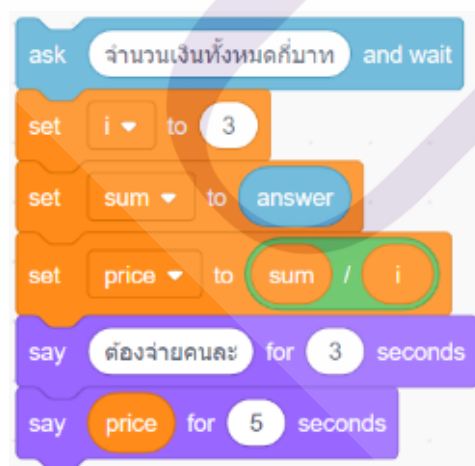 ask จำนวนเงินทั้งหมดกี่บาท and wait
set i to 3
set sum to answer
set price to sum / i
say ต้องจ่ายคนละ for 3 seconds
say price for 5 seconds